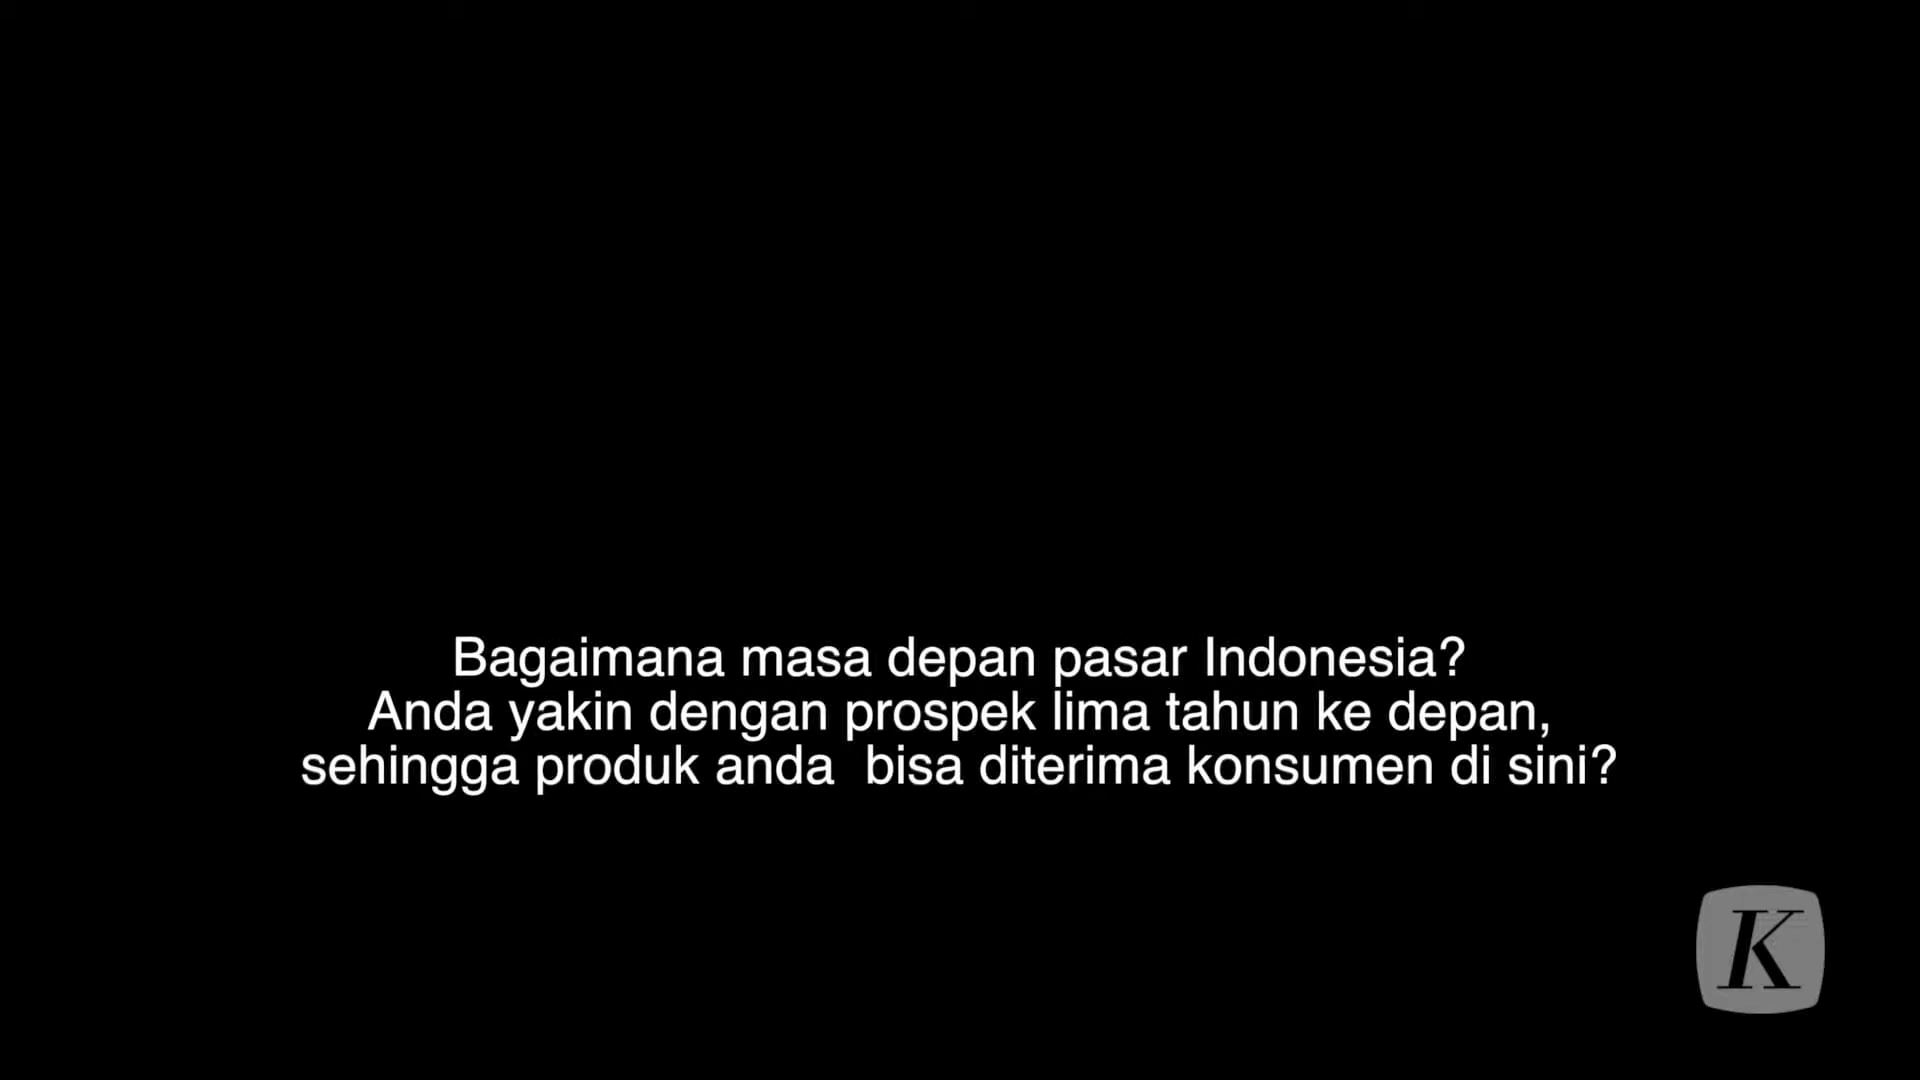 Bagaimana masa depan pasar Indonesia?
Anda yakin dengan prospek lima tahun ke depan,
sehingga produk anda  bisa diterima konsumen di sini?
K